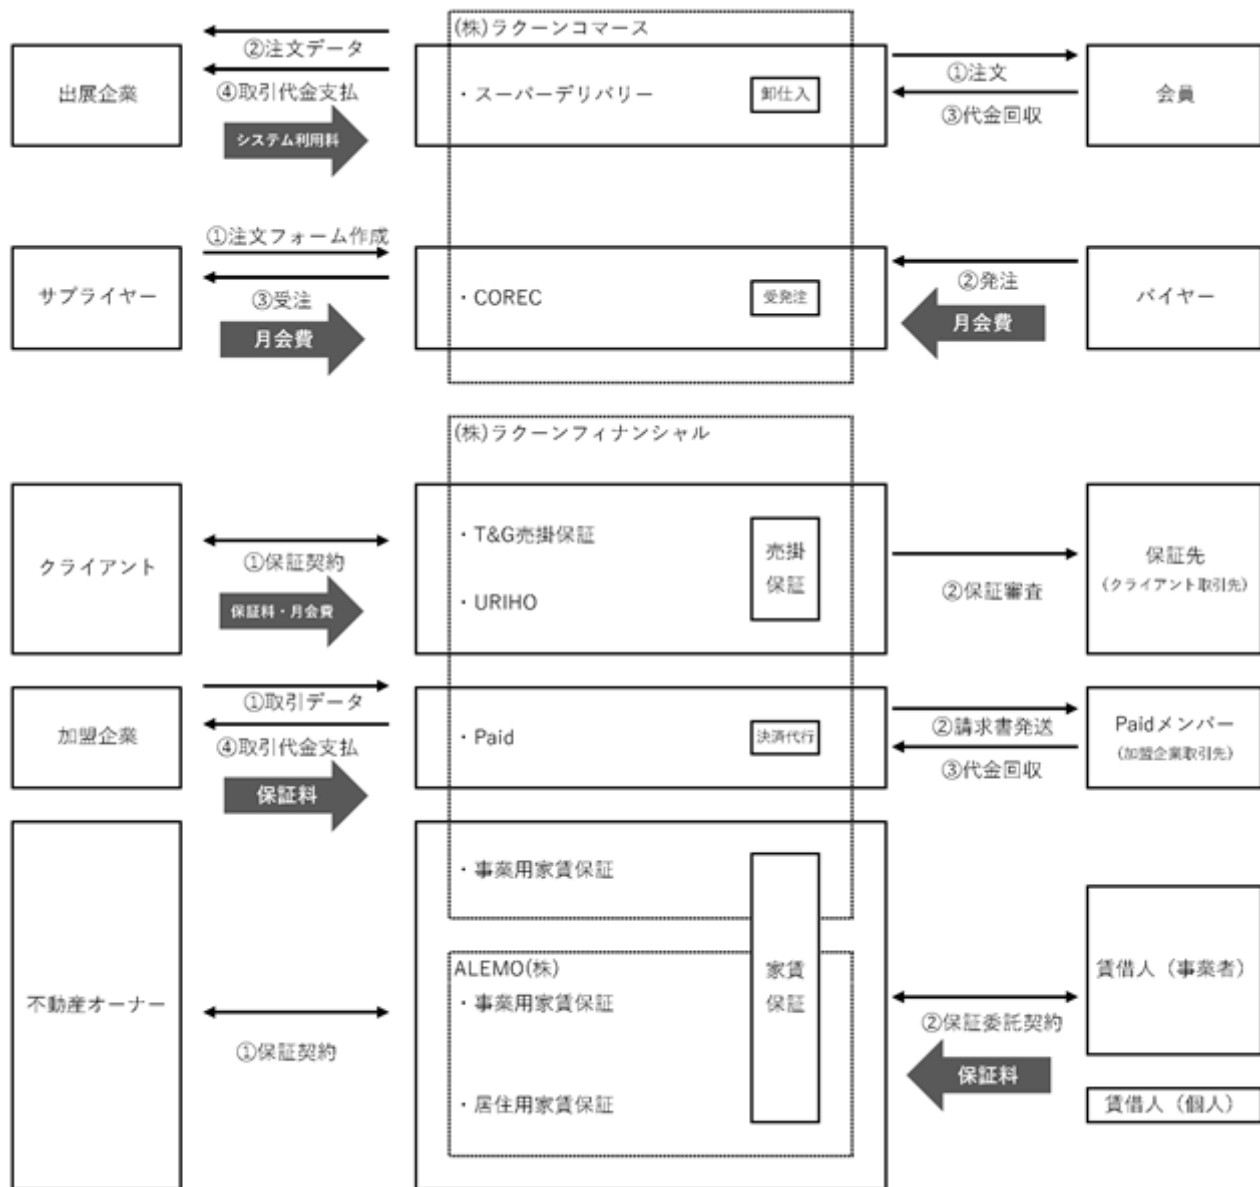 (株)ラクーンコマース
出展企業
②注文データ
④取引代金支払
システム利用料
・スーパーデリバリー
卸仕入
①注文
③代金回収
会員
サプライヤー
①注文フォーム作成
③受注
月会費
・COREC
受発注
②発注
月会費
バイヤー
(株)ラクーンフィナンシャル
クライアント
①保証契約
保証料・月会費
・T&G売掛保証
・URIHO
売掛
保証
②保証審査
保証先
(クライアント取引先)
加盟企業
①取引データ
④取引代金支払
保証料
・Paid
決済代行
②請求書発送
③代金回収
Paidメンバー
(加盟企業取引先)
不動産オーナー
①保証契約
・事業用家賃保証
ALEMO(株)
・事業用家賃保証
・居住用家賃保証
家賃
保証
②保証委託契約
保証料
賃借人（事業者）
賃借人（個人）